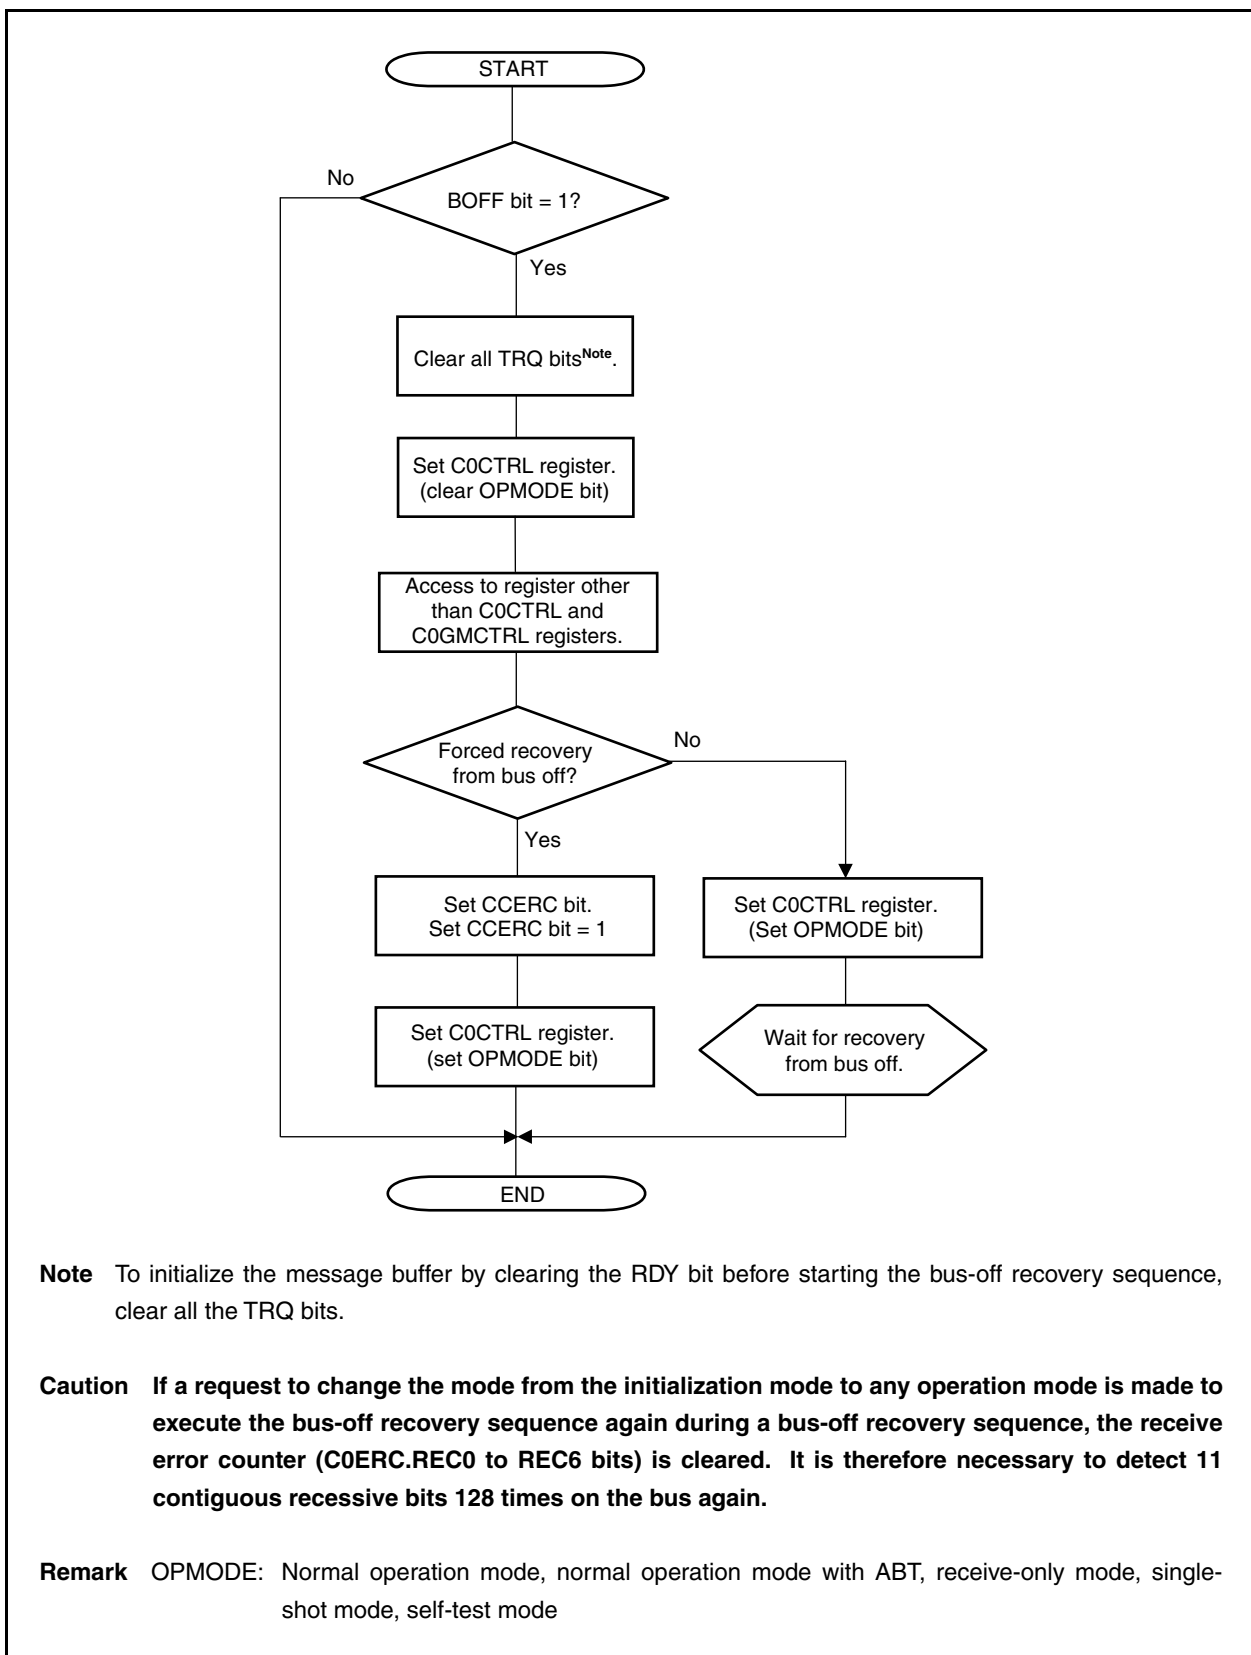 START
No
BOFF bit = 1?
Yes
Clear all TRQ bitsNote.
Set C0CTRL register.
(clear OPMODE bit)
Access to register other
than C0CTRL and
C0GMCTRL registers.
Forced recovery
from bus off?
No
Yes
Set CCERC bit.
Set CCERC bit = 1
Set C0CTRL register.
(Set OPMODE bit)
Set C0CTRL register.
(set OPMODE bit)
Wait for recovery
from bus off.
END
Note To initialize the message buffer by clearing the RDY bit before starting the bus-off recovery sequence,
clear all the TRQ bits.
Caution If a request to change the mode from the initialization mode to any operation mode is made to
execute the bus-off recovery sequence again during a bus-off recovery sequence, the receive
error counter (C0ERC.REC0 to REC6 bits) is cleared. It is therefore necessary to detect 11
contiguous recessive bits 128 times on the bus again.
Remark OPMODE: Normal operation mode, normal operation mode with ABT, receive-only mode, single-
shot mode, self-test mode